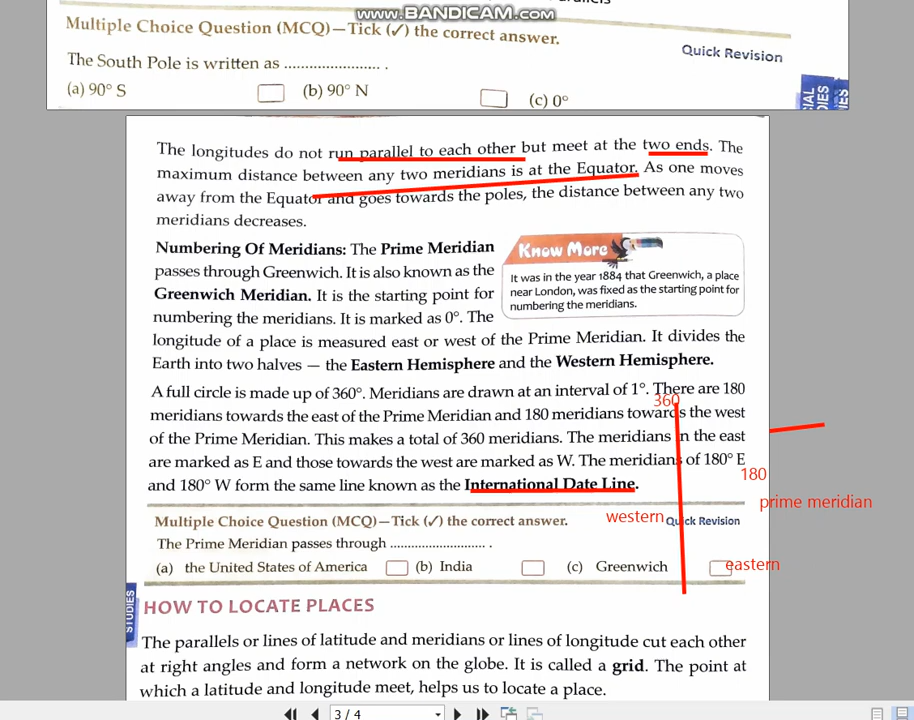 www.BANDICAM.com
Multiple Choice Question (MCQ)—Tick (✓) the correct answer.
Quick Revision
The South Pole is written as ....................... .
(a) 90° S (b) 90° N (c) 0°
The longitudes do not run parallel to each other but meet at the two ends. The
maximum distance between any two meridians is at the Equator. As one moves
away from the Equator and goes towards the poles, the distance between any two
meridians decreases.
Numbering Of Meridians: The Prime Meridian
passes through Greenwich. It is also known as the
Greenwich Meridian. It is the starting point for
numbering the meridians. It is marked as 0°. The
Know More
It was in the year 1884 that Greenwich, a place
near London, was fixed as the starting point for
numbering the meridians.
longitude of a place is measured east or west of the Prime Meridian. It divides the
Earth into two halves — the Eastern Hemisphere and the Western Hemisphere.
A full circle is made up of 360°. Meridians are drawn at an interval of 1°. There are 180
360
meridians towards the east of the Prime Meridian and 180 meridians towards the west
of the Prime Meridian. This makes a total of 360 meridians. The meridians in the east
are marked as E and those towards the west are marked as W. The meridians of 180° E
180
and 180° W form the same line known as the International Date Line.
prime meridian
western
Multiple Choice Question (MCQ)—Tick (✓) the correct answer.
Quick Revision
The Prime Meridian passes through .......................... .
(a) the United States of America (b) India (c) Greenwich
eastern
STUDIES
HOW TO LOCATE PLACES
The parallels or lines of latitude and meridians or lines of longitude cut each other
at right angles and form a network on the globe. It is called a grid. The point at
which a latitude and longitude meet, helps us to locate a place.
3 / 4